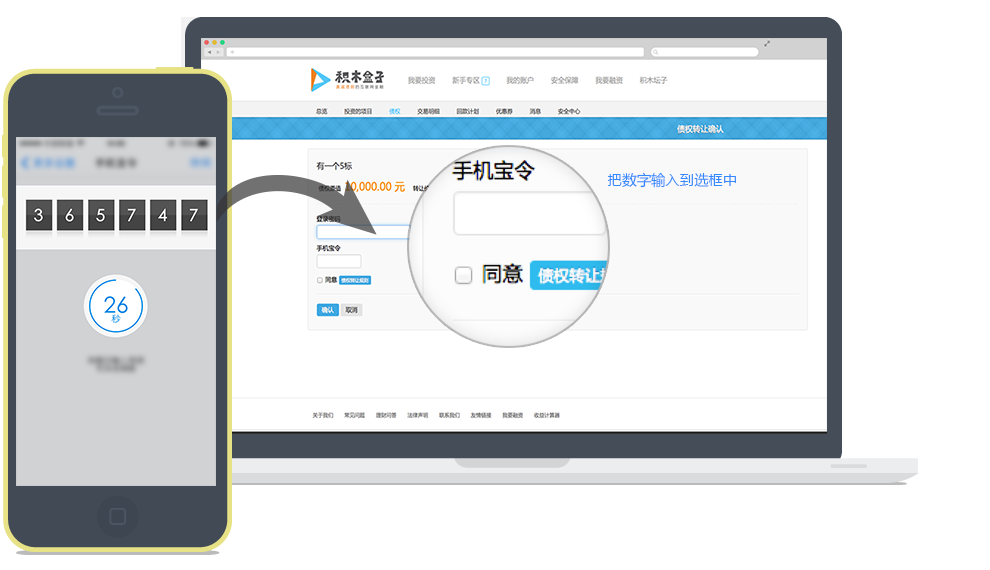 3 6 5 7 4 7
26
秒
积木盒子
我要投资 新手专区 我的账户 安全保障 我要融资 积木坛子
总览 投资的项目 债权 交易明细 回款计划 优惠券 消息 安全中心
债权转让确认
有一个S标
0,000.00 元
登录密码
手机宝令
同意 债权转让规则
确认 取消
手机宝令
同意 债权转让
把数字输入到选框中
关于我们 常见问题 理财问答 法律声明 联系我们 友情链接 我要融资 收益计算器